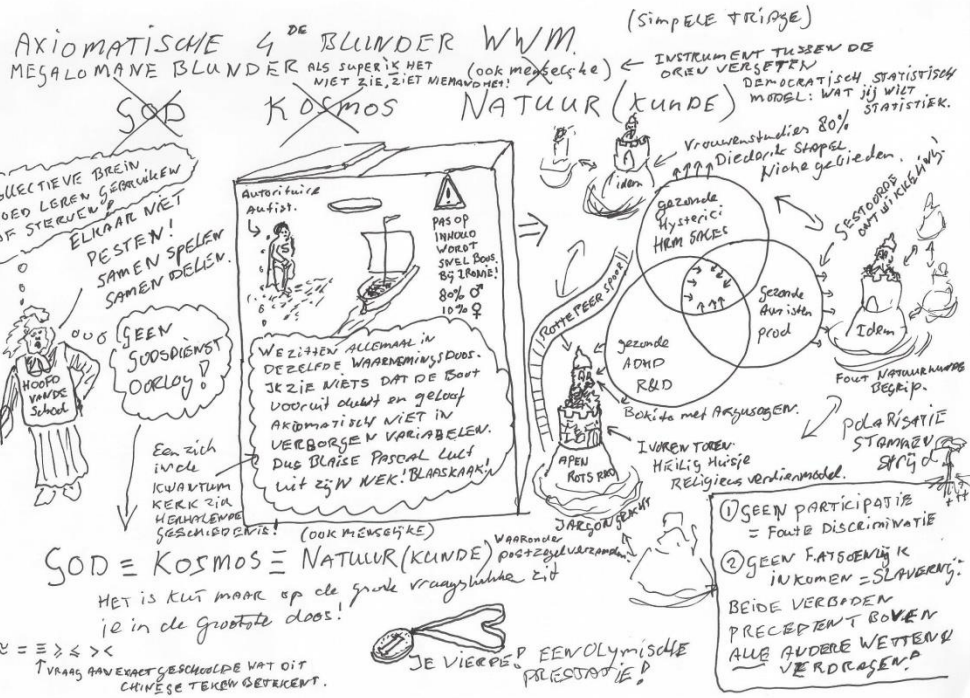 (SIMPELE TRIAGE)
AXIOMATISCHE 4DE BLUNDER WWM.
MEGALOMANE BLUNDER ALS SUPER IK HET
NIET ZIE, ZIET NIEMAND HET!
(ook menselijke)
INSTRUMENT TUSSEN DE
OREN VERGETEN
DEMOCRATISCH STATISTISCH
MODEL: WAT JIJ WILT
STATISTIEK.
GOD KOSMOS NATUUR (KUNDE)
COLLECTIEVE BREIN
GOED LEREN GEBRUIKEN
OF STERVEN!
ELKAAR NIET
PESTEN!
SAMEN SPELEN
SAMEN DELEN.
GEEN
GODSDIENST
OORLOG!
HOOFD
VAN DE
School
Een zich
in de
KWANTUM
KERK ZIR
HERHALENDE
GESCHIEDENIS!
Autoritaire
Autist.
PAS OP
INHOUD
WORDT
SNEL BOOS
BIJ IRONIE!
80% ♂
10% ♀
WE ZITTEN ALLEMAAL IN
DEZELFDE WAARNEMINGSDOOS.
IK ZIE NIETS DAT DE BOOT
VOORUIT DUWT EN GELOOF
AXIOMATISCH NIET IN
VERBORGEN VARIABELEN.
DUS BLAISE PASCAL LULT
UIT ZIJN NEK! BLAASKAAK!
Idem
Vrouwenstudies 80%
Diederik Stapel.
Niche gebieden.
gezonde
Hysterici
HRM SALES
gezonde
Autisten
prod
gezonde
ADHD
R&D
GESTOORDE
ONTWIKKELING
Idem
FOUT NATUURKUNDE
BEGRIP.
ROTTE PEER SPOOR
Bokito met Argusogen.
APEN
ROTS R&D
IVOREN TOREN
Heilig Huisje
Religieus verdienmodel.
JARGON GRACHT
POLARISATIE
STAMMEN
STRIJD
(ook menselijke)
GOD ≡ KOSMOS ≡ NATUUR (KUNDE)
WAARONDER
postzegelverzamelen.
HET IS KUT MAAR op de grote vraagstukken zit
je in de grootste doos!
≈ = ≡ > < ><
↑ VRAAG AAN EXACT GESCHOOLDE WAT DIT
CHINESE TEKEN BETEKENT.
JE VIERDE! EEN OLYMPISCHE
PRESTATIE!
① GEEN PARTICIPATIE
= FOUTE DISCRIMINATIE
② GEEN FATSOENLIJK
INKOMEN = SLAVERNIJ.
BEIDE VERBODEN
PRECEDENT BOVEN
ALLE ANDERE WETTEN &
VERDRAGEN!